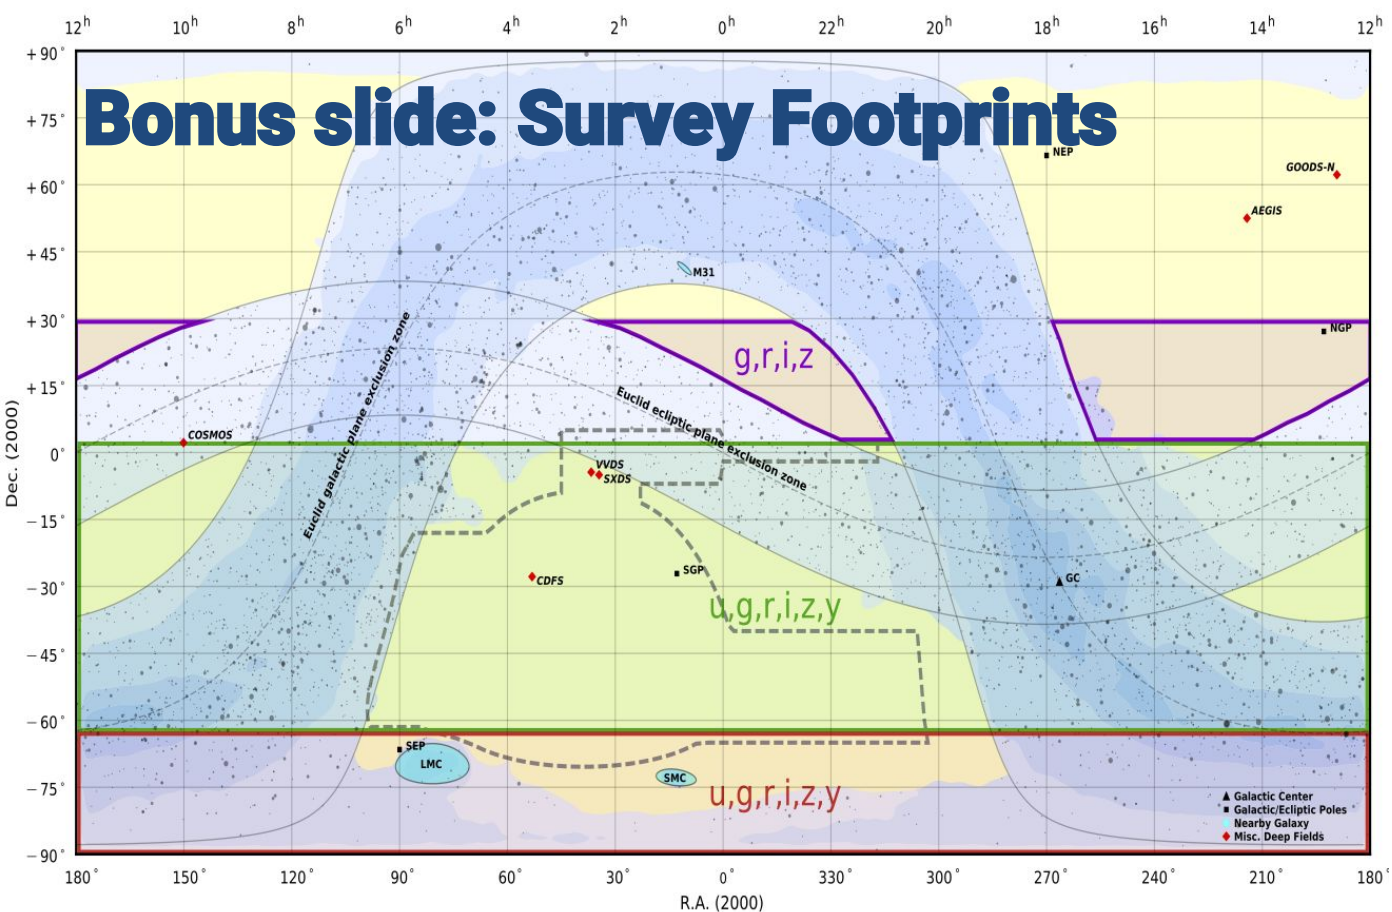 12h 10h 8h 6h 4h 2h 0h 22h 20h 18h 16h 14h 12h
Bonus slide: Survey Footprints
+90°
+75°
+60°
+45°
+30°
+15°
0°
−15°
−30°
−45°
−60°
−75°
−90°
Dec. (2000)
NEP
GOODS-N
AEGIS
M31
NGP
g,r,i,z
Euclid galactic plane exclusion zone
Euclid ecliptic plane exclusion zone
COSMOS
VVDS
SXDS
SGP
CDFS
GC
u,g,r,i,z,y
SEP
LMC
SMC
u,g,r,i,z,y
Galactic Center
Galactic/Ecliptic Poles
Nearby Galaxy
Misc. Deep Fields
180° 150° 120° 90° 60° 30° 0° 330° 300° 270° 240° 210° 180°
R.A. (2000)